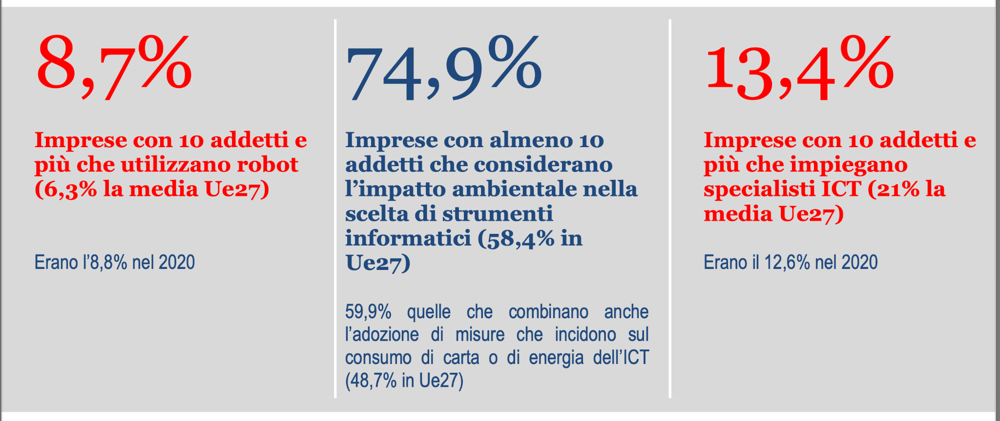 8,7%
Imprese con 10 addetti e
più che utilizzano robot
(6,3% la media Ue27)
Erano l’8,8% nel 2020
74,9%
Imprese con almeno 10
addetti che considerano
l’impatto ambientale nella
scelta di strumenti
informatici (58,4% in
Ue27)
59,9% quelle che combinano anche
l’adozione di misure che incidono sul
consumo di carta o di energia dell’ICT
(48,7% in Ue27)
13,4%
Imprese con 10 addetti e
più che impiegano
specialisti ICT (21% la
media Ue27)
Erano il 12,6% nel 2020